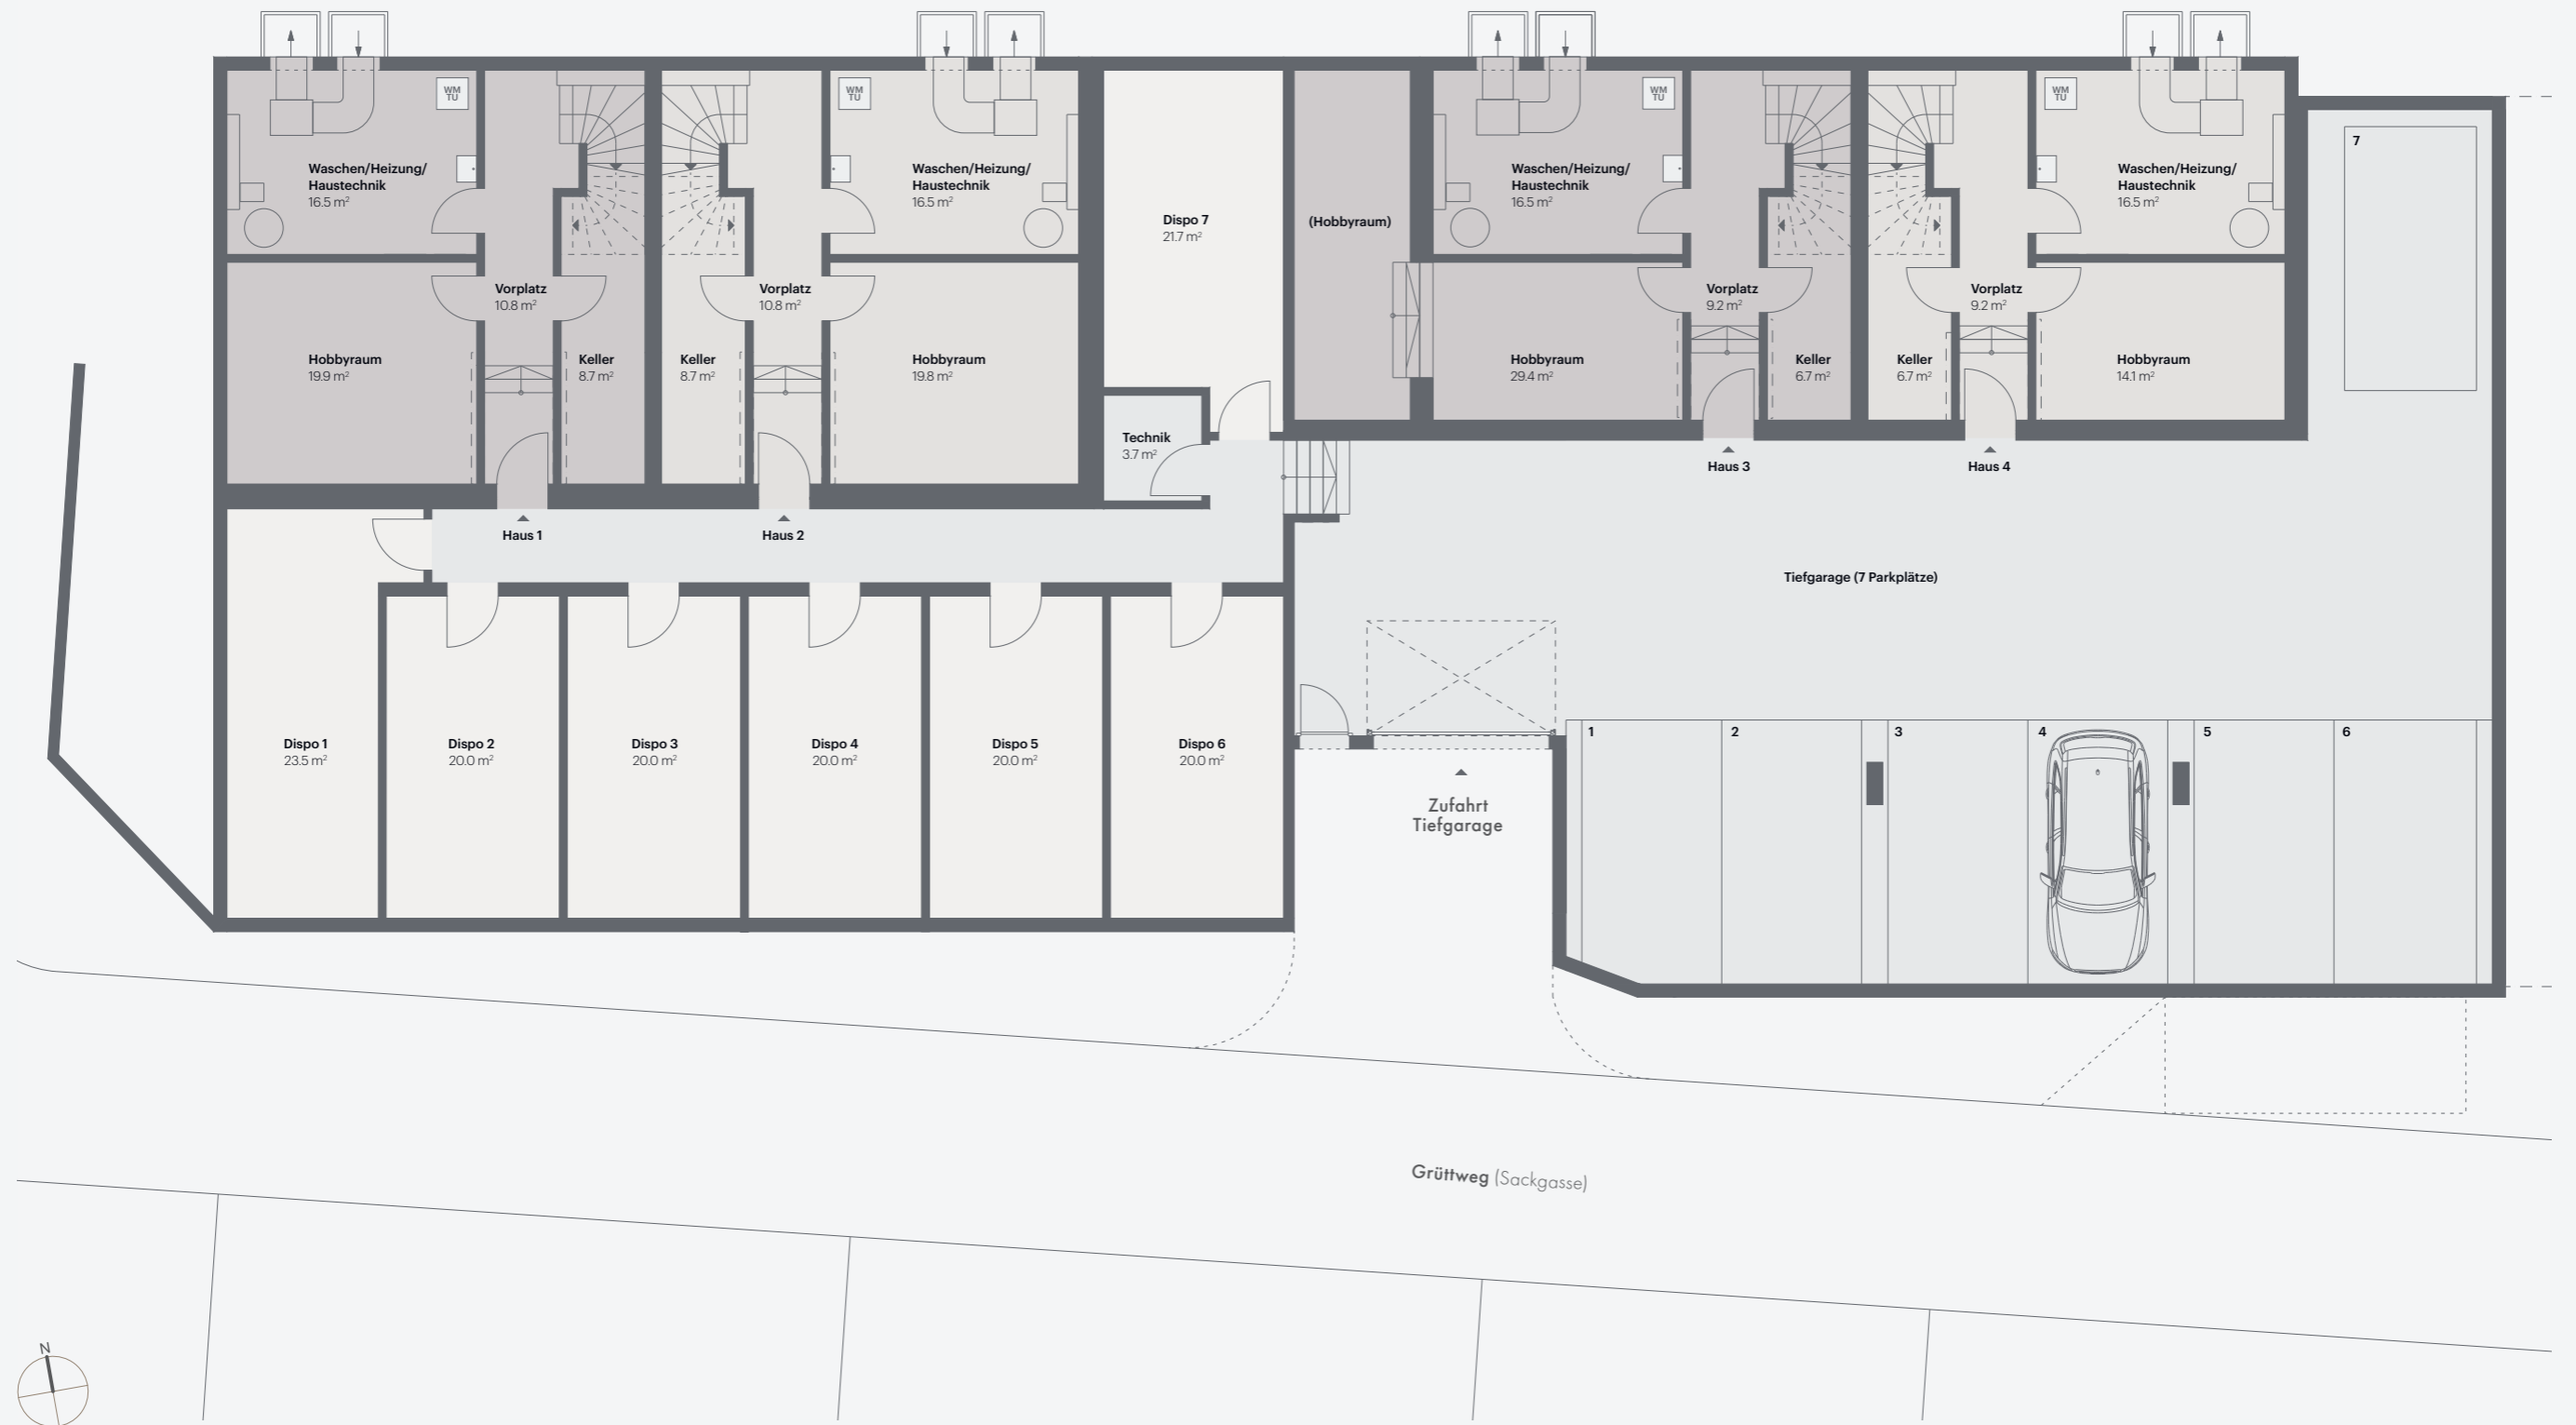 WM
TU
Waschen/Heizung/
Haustechnik
16.5 m²
Hobbyraum
19.9 m²
Vorplatz
10.8 m²
Keller
8.7 m²
Haus 1
WM
TU
Waschen/Heizung/
Haustechnik
16.5 m²
Vorplatz
10.8 m²
Keller
8.7 m²
Hobbyraum
19.8 m²
Haus 2
Dispo 7
21.7 m²
Technik
3.7 m²
(Hobbyraum)
WM
TU
Waschen/Heizung/
Haustechnik
16.5 m²
Hobbyraum
29.4 m²
Vorplatz
9.2 m²
Keller
6.7 m²
Haus 3
WM
TU
Waschen/Heizung/
Haustechnik
16.5 m²
Vorplatz
9.2 m²
Keller
6.7 m²
Hobbyraum
14.1 m²
Haus 4
7
Tiefgarage (7 Parkplätze)
Dispo 1
23.5 m²
Dispo 2
20.0 m²
Dispo 3
20.0 m²
Dispo 4
20.0 m²
Dispo 5
20.0 m²
Dispo 6
20.0 m²
1
2
3
4
5
6
Zufahrt
Tiefgarage
Grüttweg (Sackgasse)
N